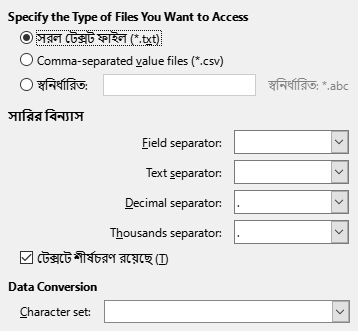 Specify the Type of Files You Want to Access
সরল টেক্সট ফাইল (*.txt)
Comma-separated value files (*.csv)
স্বনির্ধারিত: স্বনির্ধারিত: *.abc
সারির বিন্যাস
Field separator:
Text separator:
Decimal separator: .
Thousands separator: .
টেক্সটে শীর্ষচরণ রয়েছে (T)
Data Conversion
Character set: